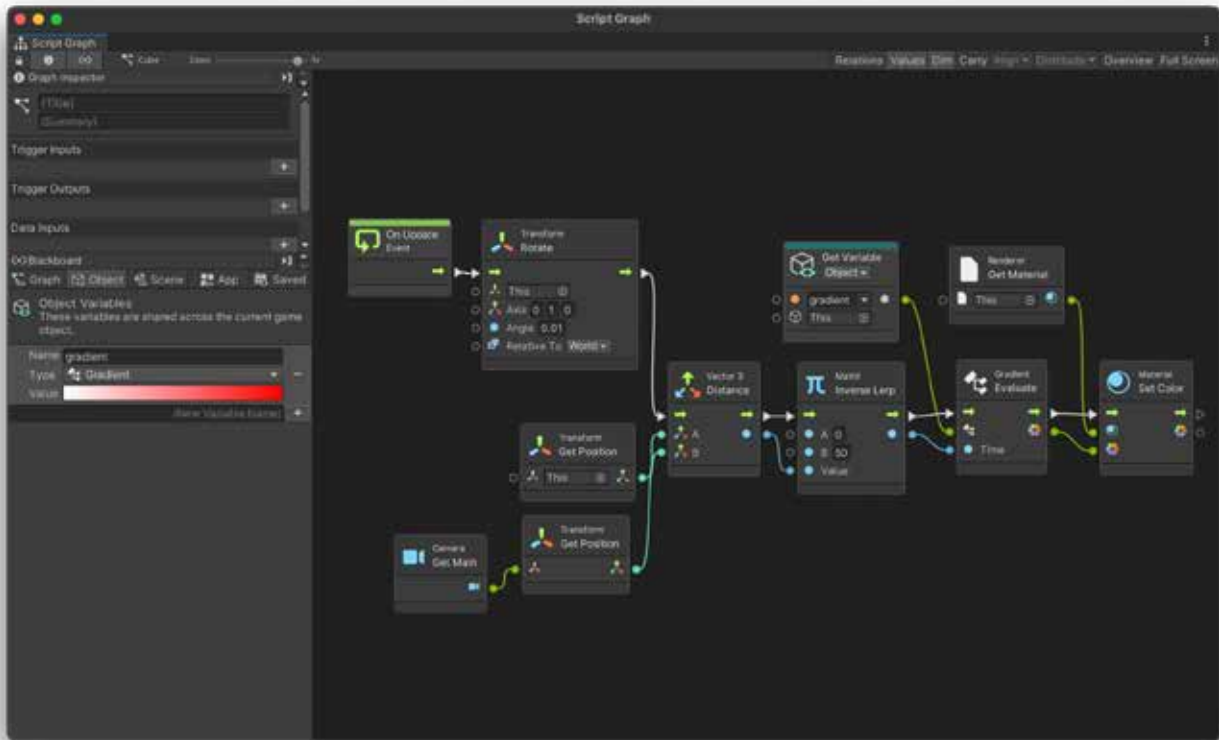 Script Graph
Script Graph
Cube
Zoom
1x
Relations Values Dim Carry Align Distribute Overview Full Screen
Graph Inspector
(Title)
(Summary)
Trigger Inputs
Trigger Outputs
Data Inputs
Blackboard
Graph Object Scene App Saved
Object Variables
These variables are shared across the current game
object.
Name gradient
Type Gradient
Value
(New Variable Name)
On Update
Event
Transform
Rotate
This
Axis 0 1 0
Angle 0.01
Relative To World
Get Variable
Object
gradient
This
Renderer
Get Material
This
Vector 3
Distance
A
B
Mathf
Inverse Lerp
A 0
B 50
Value
Gradient
Evaluate
Time
Material
Set Color
Transform
Get Position
This
Camera
Get Main
Transform
Get Position